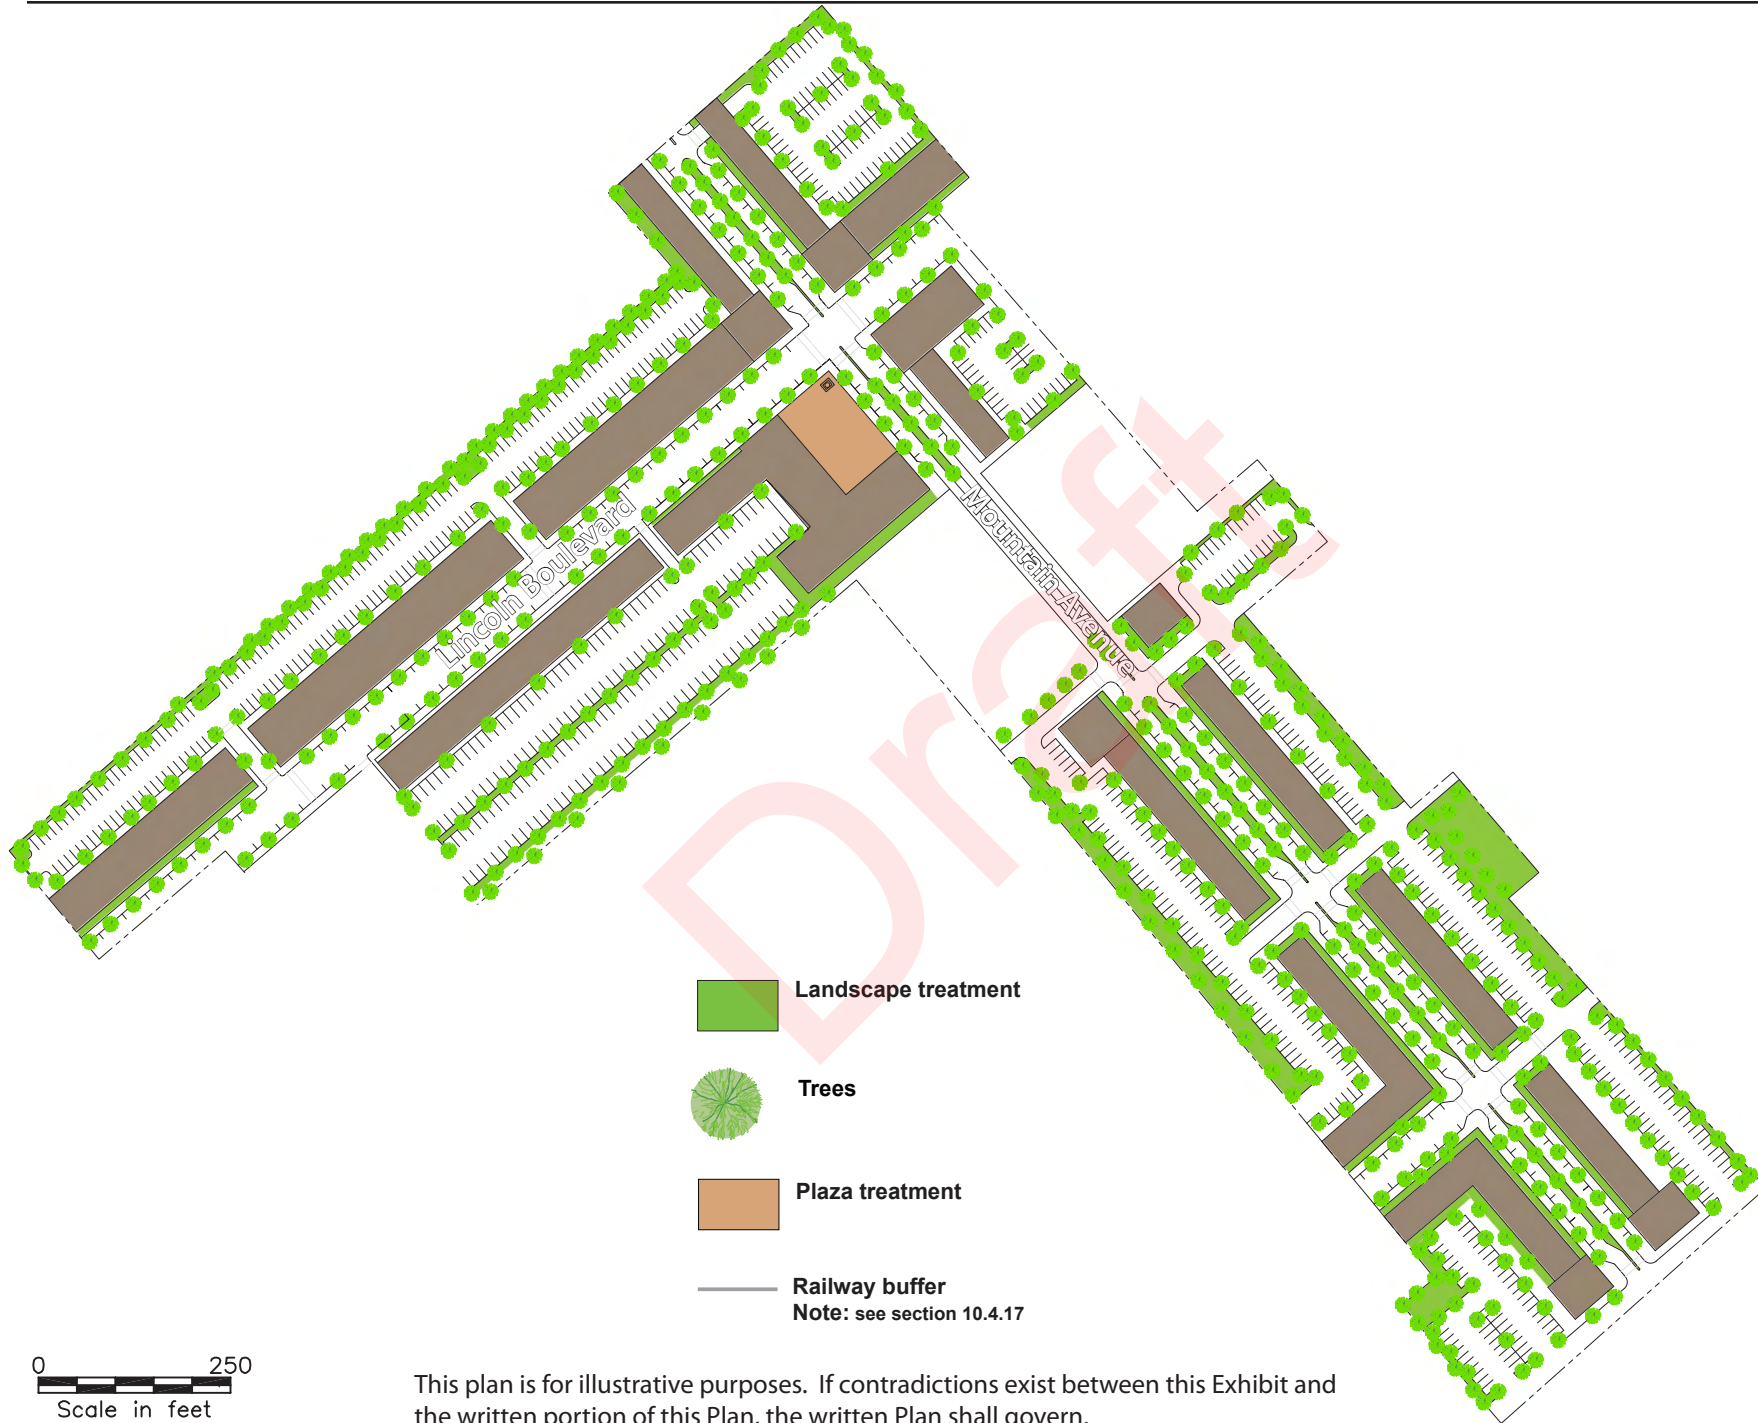 Lincoln Boulevard
Mountain Avenue
Draft
Landscape treatment
Trees
Plaza treatment
Railway buffer
Note: see section 10.4.17
0 250
Scale in feet
This plan is for illustrative purposes. If contradictions exist between this Exhibit and
the written portion of this Plan, the written Plan shall govern.